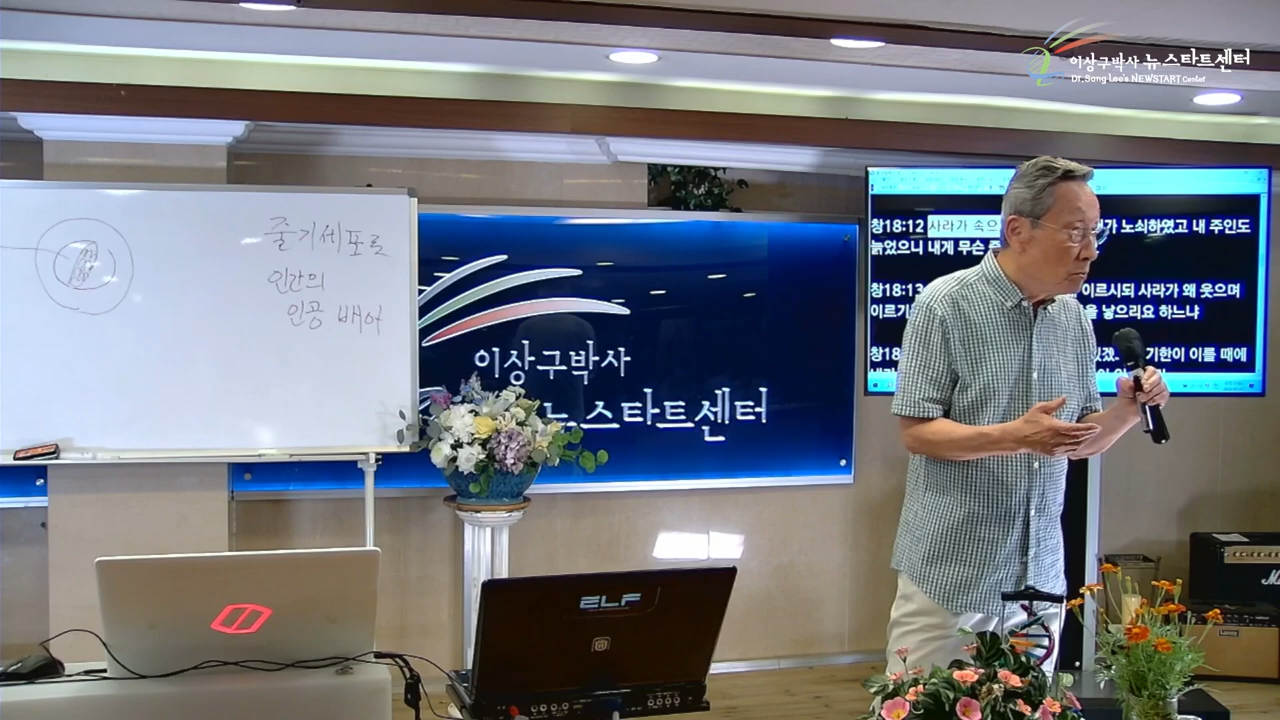 이상구박사 뉴스타트센터
Dr. Sang Lee's NEWSTART Center
줄기세포로
인간의
인공 배아
이상구박사
뉴스타트센터
창18:12 사라가 속으 가 노쇠하였고 내 주인도
늙었으니 내게 무슨
창18:13 이르시되 사라가 왜 웃으며
이르기 을 낳으리요 하느냐
창18 기한이 이를 때에
ELF
Laney